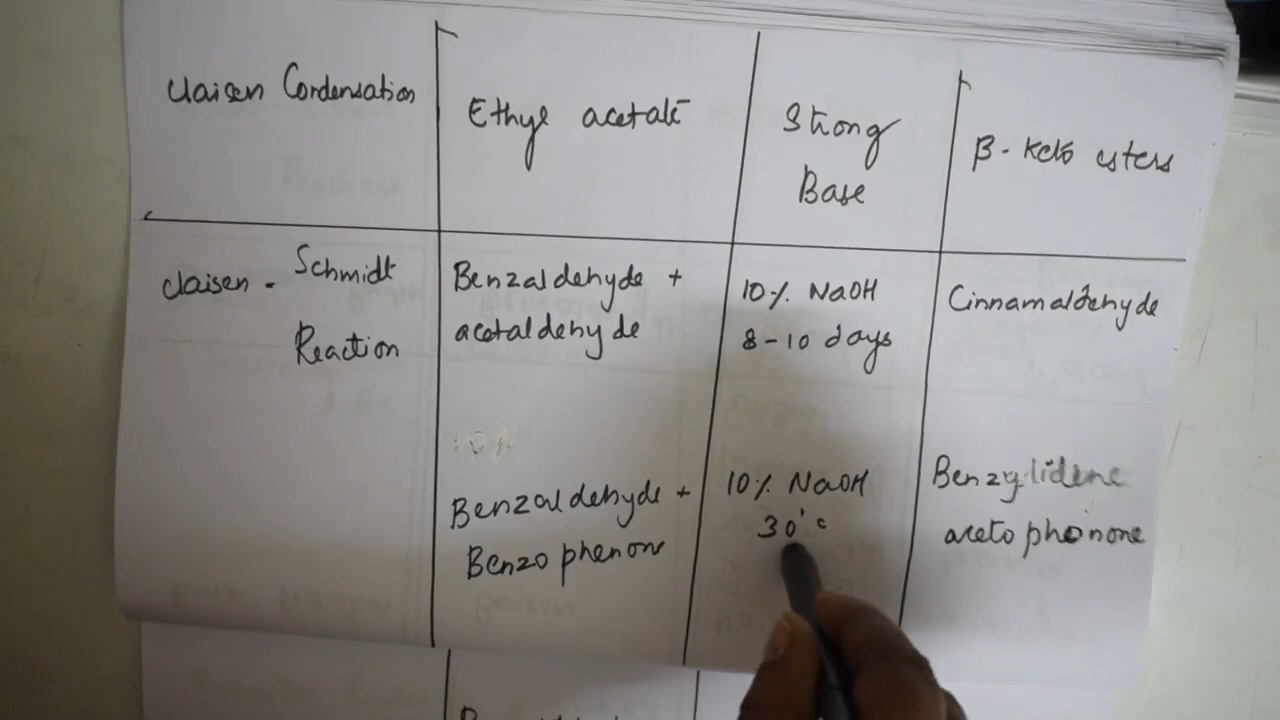 Claisen Condensation
Ethyl acetate
Strong
Base
β-keto esters
Claisen - Schmidt
Reaction
Benzaldehyde +
acetaldehyde
10% NaOH
8-10 days
Cinnamaldehyde
Benzaldehyde +
Benzophenone
10% NaOH
30°c
Benzylidene
acetophonone